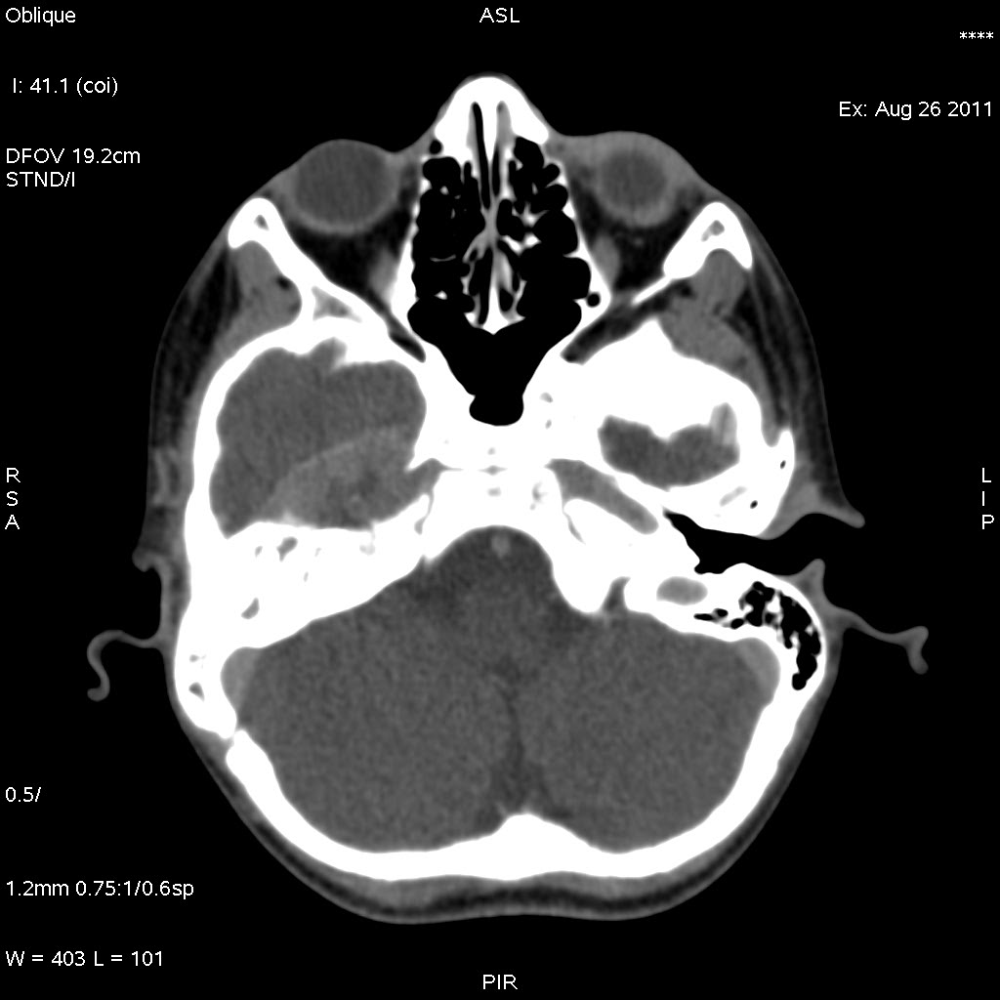 Oblique
ASL
****
I: 41.1 (coi)
Ex: Aug 26 2011
DFOV 19.2cm
STND/I
R
S
A
L
I
P
0.5/
1.2mm 0.75:1/0.6sp
W = 403 L = 101
PIR